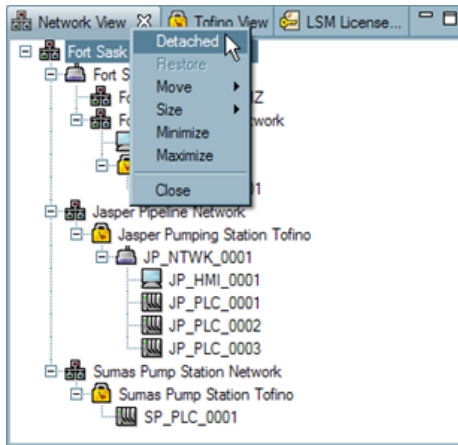 Network View Tofino View LSM License...
Detached
Fort Sask
Restore
Fort S
Move
Fo Z
Size
Fo work
Minimize
Maximize
Close 01
Jasper Pipeline Network
Jasper Pumping Station Tofino
JP_NTWK_0001
JP_HMI_0001
JP_PLC_0001
JP_PLC_0002
JP_PLC_0003
Sumas Pump Station Network
Sumas Pump Station Tofino
SP_PLC_0001